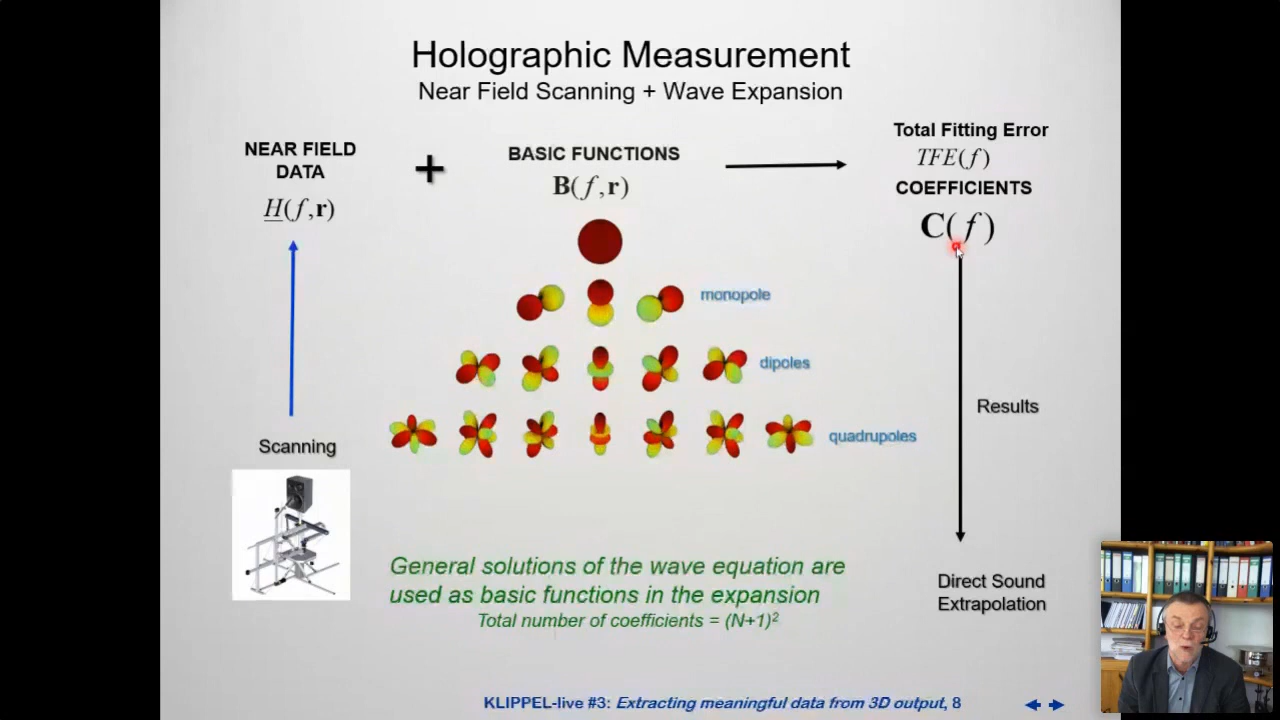 Holographic Measurement
Near Field Scanning + Wave Expansion
NEAR FIELD
DATA
H(f,r)
+
BASIC FUNCTIONS
B(f,r)
Total Fitting Error
TFE(f)
COEFFICIENTS
C(f)
monopole
dipoles
quadrupoles
Results
Scanning
General solutions of the wave equation are
used as basic functions in the expansion
Total number of coefficients = (N+1)²
Direct Sound
Extrapolation
KLIPPEL-live #3: Extracting meaningful data from 3D output, 8